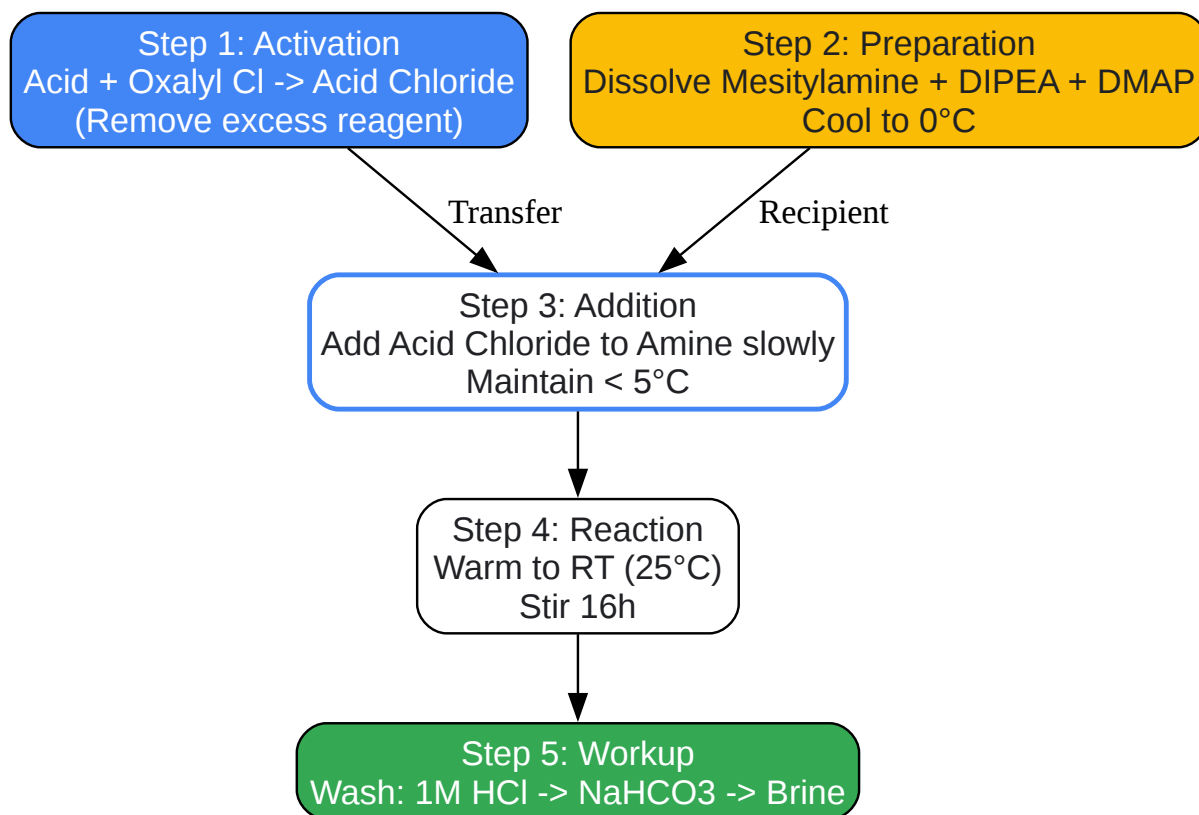 Step 1: Activation
Acid + Oxalyl Cl -> Acid Chloride
(Remove excess reagent)
Step 2: Preparation
Dissolve Mesitylamine + DIPEA + DMAP
Cool to 0°C
Transfer
Recipient
Step 3: Addition
Add Acid Chloride to Amine slowly
Maintain < 5°C
Step 4: Reaction
Warm to RT (25°C)
Stir 16h
Step 5: Workup
Wash: 1M HCl -> NaHCO3 -> Brine